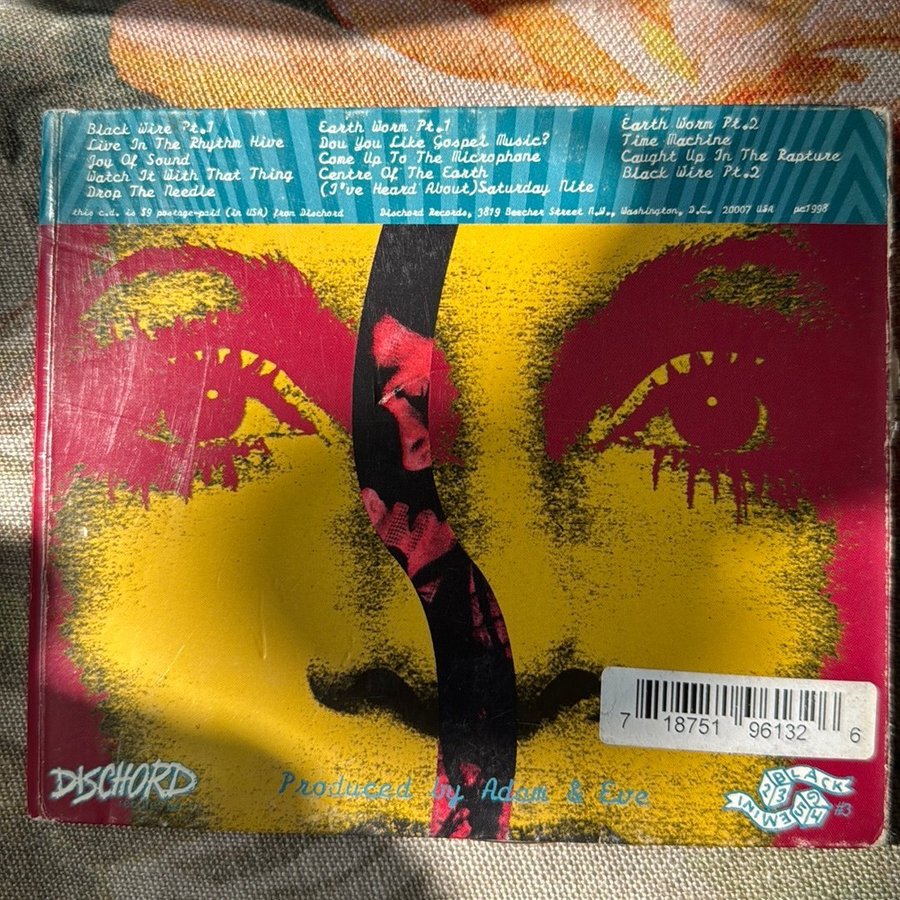 Black Wire Pt.1
Live In The Rhythm Hive
Joy Of Sound
Watch It With That Thing
Drop The Needle
Earth Worm Pt.1
Dou You Like Gospel Music?
Come Up To The Microphone
Centre Of The Earth
(I've Heard About)Saturday Nite
Earth Worm Pt.2
Time Machine
Caught Up In The Rapture
Black Wire Pt.2
this c.d. is $9 postage-paid (in USA) from Dischord
Dischord Records, 3819 Beecher Street N.W., Washington, D.C. 20007 USA
pc1998
7 18751 96132 6
DISCHORD
Produced by Adam & Eve
BLACK
GEMINI
#3